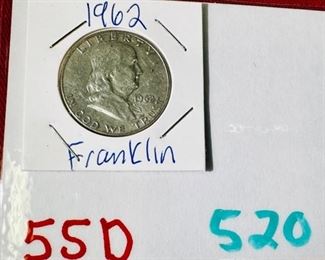 1962
LIBERTY
IN GOD WE TRUST
1962
Franklin
55D
520